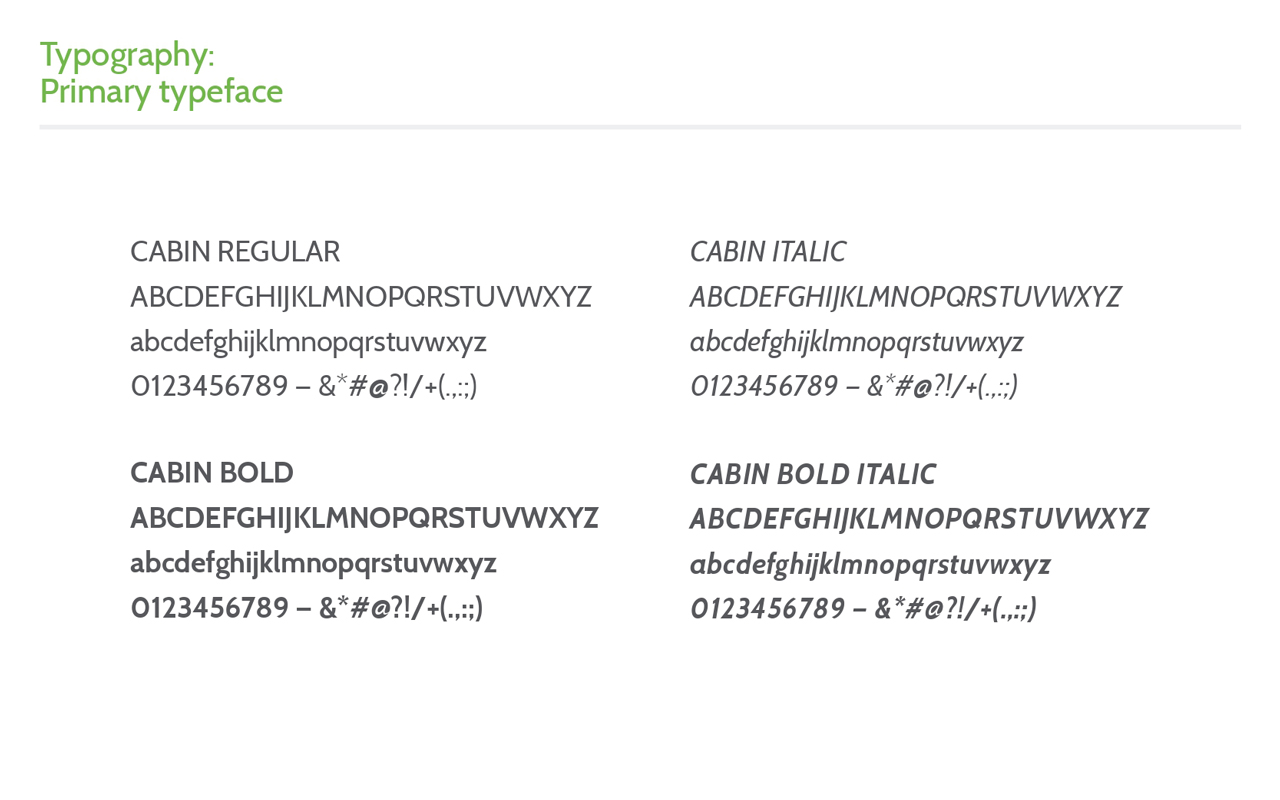 Typography:
Primary typeface
CABIN REGULAR
ABCDEFGHIJKLMNOPQRSTUVWXYZ
abcdefghijklmnopqrstuvwxyz
0123456789 – &*#@?!/+(.,:;)
CABIN ITALIC
ABCDEFGHIJKLMNOPQRSTUVWXYZ
abcdefghijklmnopqrstuvwxyz
0123456789 – &*#@?!/+(.,:;)
CABIN BOLD
ABCDEFGHIJKLMNOPQRSTUVWXYZ
abcdefghijklmnopqrstuvwxyz
0123456789 – &*#@?!/+(.,:;)
CABIN BOLD ITALIC
ABCDEFGHIJKLMNOPQRSTUVWXYZ
abcdefghijklmnopqrstuvwxyz
0123456789 – &*#@?!/+(.,:;)